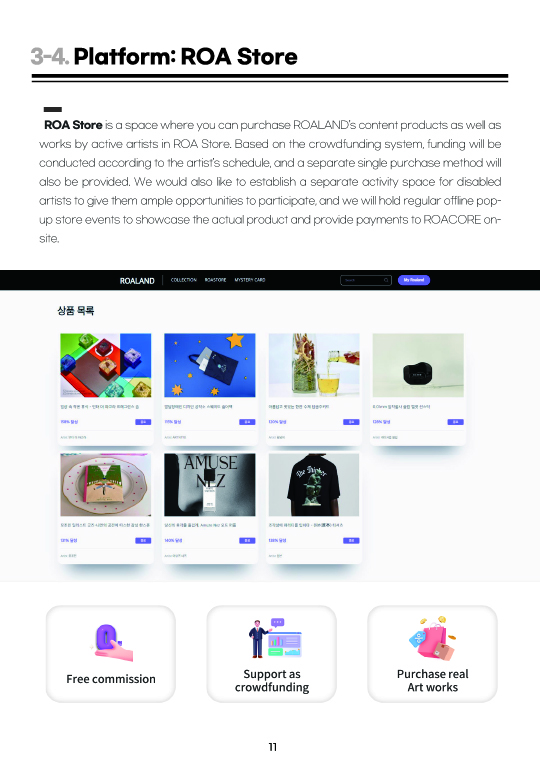 3-4. Platform: ROA Store
ROA Store is a space where you can purchase ROALAND's content products as well as
works by active artists in ROA Store. Based on the crowdfunding system, funding will be
conducted according to the artist's schedule, and a separate single purchase method will
also be provided. We would also like to establish a separate activity space for disabled
artists to give them ample opportunities to participate, and we will hold regular offline pop-
up store events to showcase the actual product and provide payments to ROACORE on-
site.
ROALAND COLLECTION ROASTORE MYSTERY CARD Search My Roaland
상품 목록
AMUSE
NEZ
The Thinker
Free commission
Support as
crowdfunding
Purchase real
Art works
11